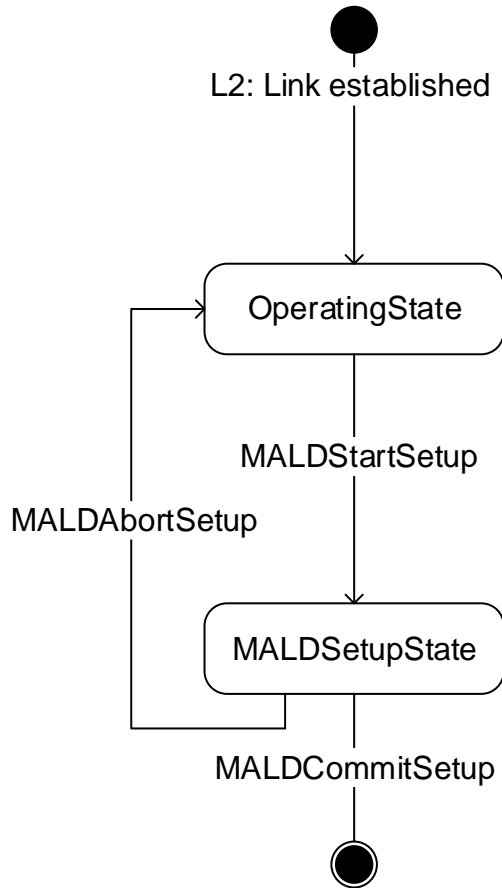 L2: Link established
OperatingState
MALDStartSetup
MALDAbortSetup
MALDSetupState
MALDCommitSetup